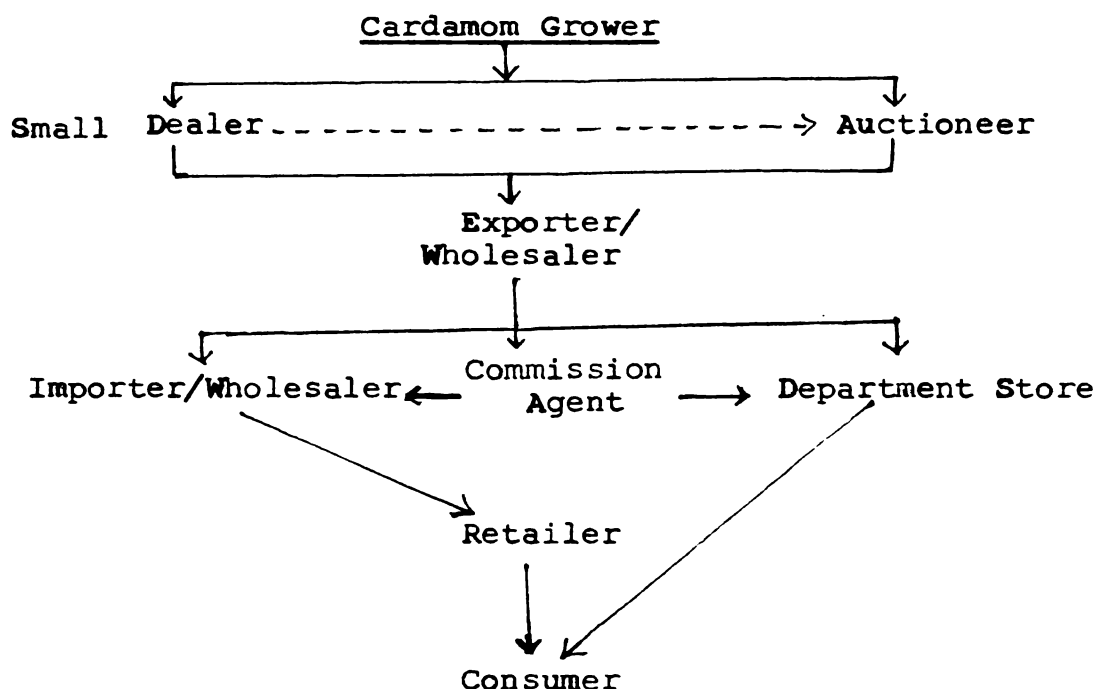 Cardamom Grower
Small Dealer Auctioneer
Exporter/
Wholesaler
Importer/Wholesaler Commission Department Store
Agent
Retailer
Consumer